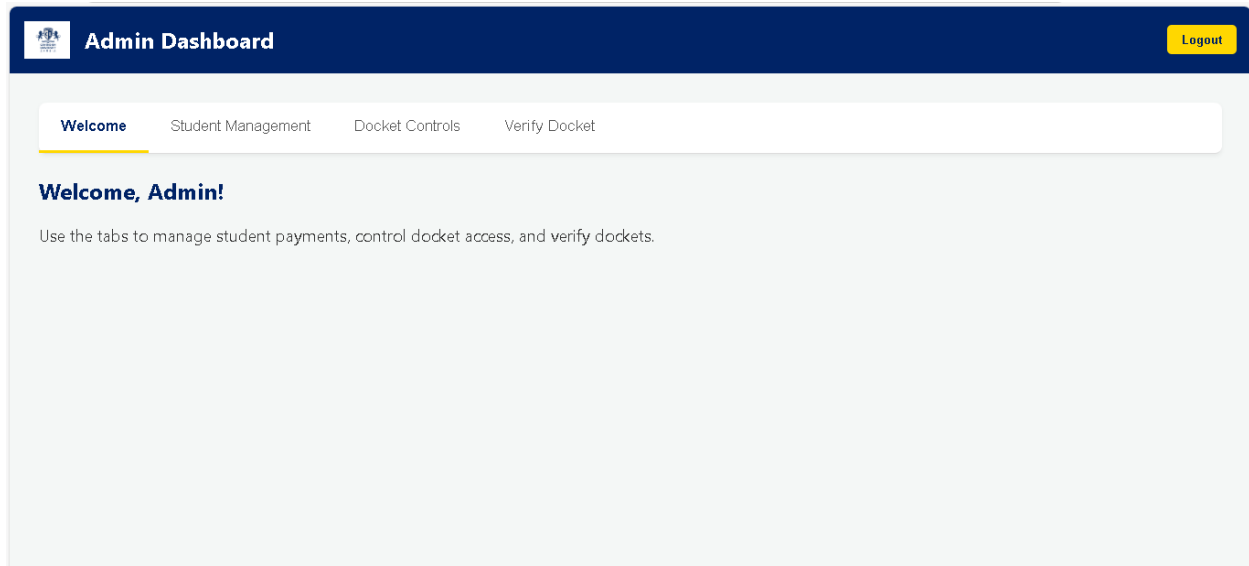 Admin Dashboard
Logout
Welcome Student Management Docket Controls Verify Docket
Welcome, Admin!
Use the tabs to manage student payments, control docket access, and verify dockets.